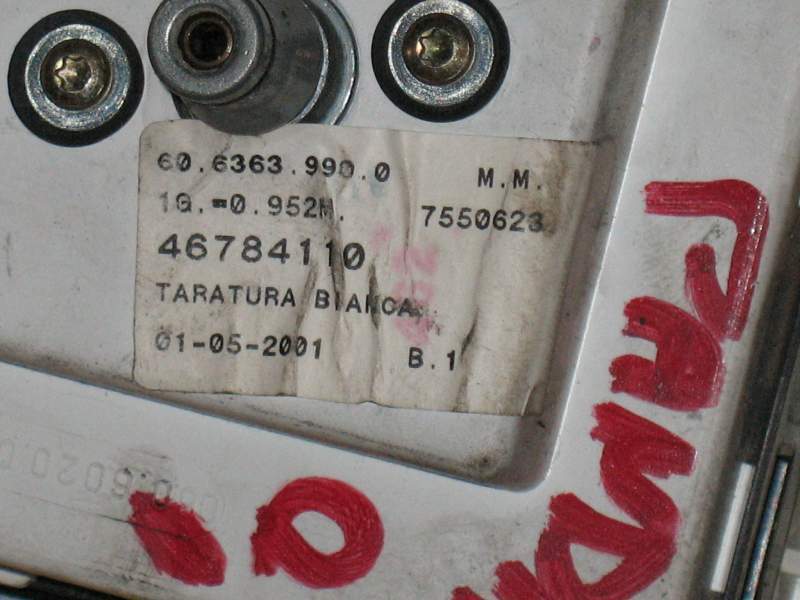 60.6363.990.0 M.M.
1G.=0.952M. 7550623
46784110
TARATURA BIANCA
01-05-2001 B.1